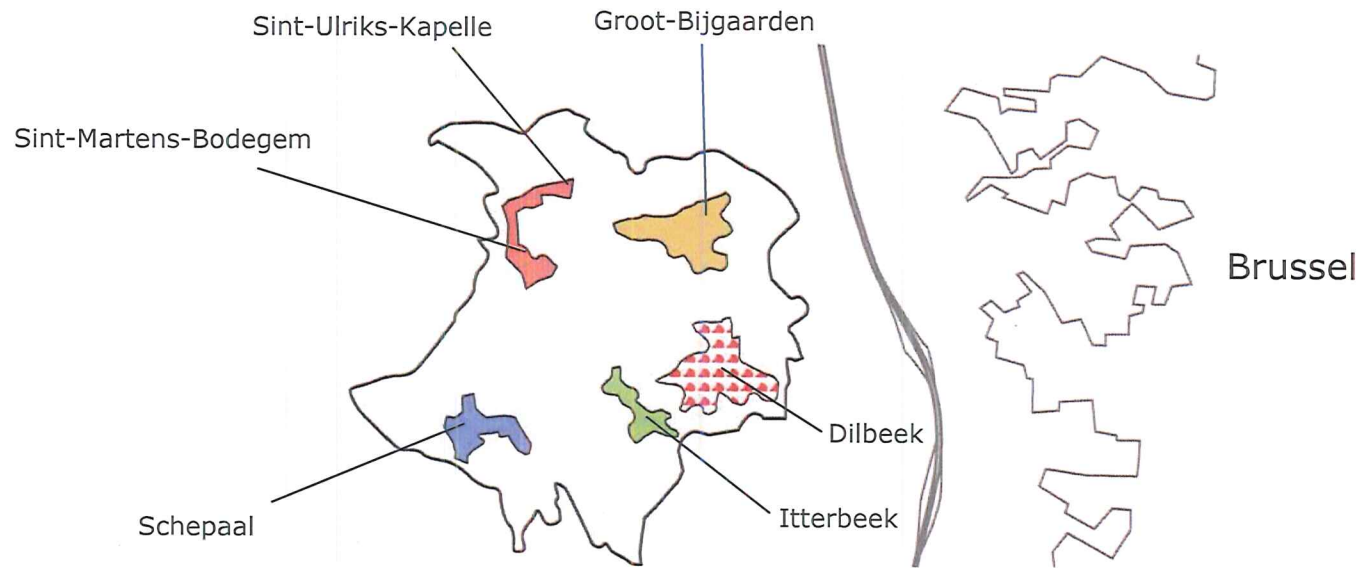 Sint-Ulriks-Kapelle
Groot-Bijgaarden
Sint-Martens-Bodegem
Brussel
Dilbeek
Itterbeek
Schepaal